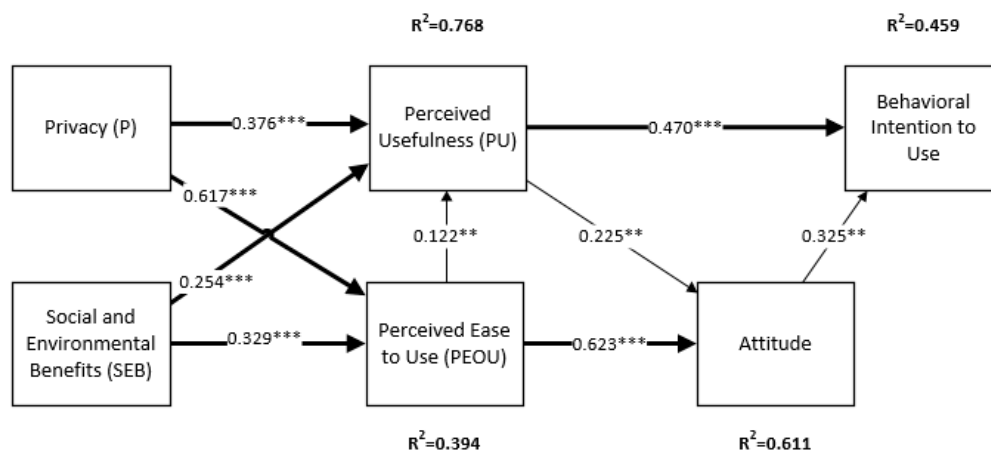 R²=0.768
R²=0.459
Privacy (P)
0.376***
Perceived
Usefulness (PU)
0.470***
Behavioral
Intention to
Use
0.617***
0.122**
0.225**
0.325**
0.254***
Social and
Environmental
Benefits (SEB)
0.329***
Perceived Ease
to Use (PEOU)
0.623***
Attitude
R²=0.394
R²=0.611